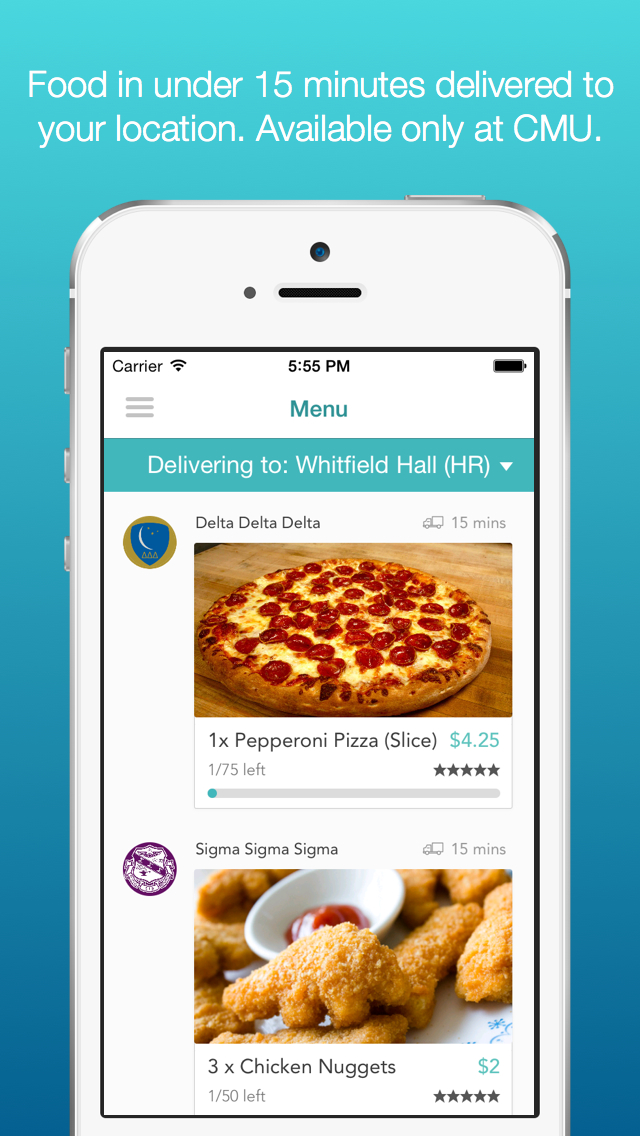 Food in under 15 minutes delivered to
your location. Available only at CMU.
Carrier 5:55 PM
Menu
Delivering to: Whitfield Hall (HR)
Delta Delta Delta 15 mins
ΔΔΔ
1x Pepperoni Pizza (Slice) $4.25
1/75 left ★★★★★
Sigma Sigma Sigma 15 mins
3 x Chicken Nuggets $2
1/50 left ★★★★★